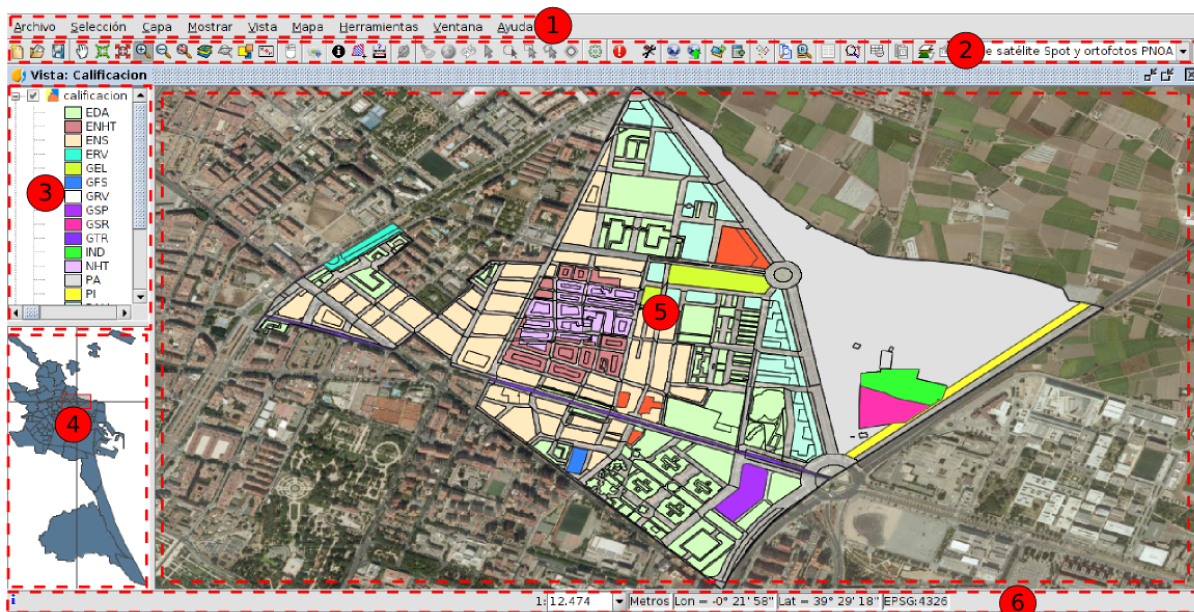 Archivo Selección Capa Mostrar Vista Mapa Herramientas Ventana Ayuda
1
2
e satélite Spot y ortofotos PNOA
Vista: Calificacion
calificacion
EDA
ENHT
ENS
ERV
GEL
GFS
GRV
GSP
GSR
GTR
IND
NHT
PA
PI
3
4
5
1: 12.474 Metros Lon = -0° 21' 58" Lat = 39° 29' 18" EPSG:4326
6